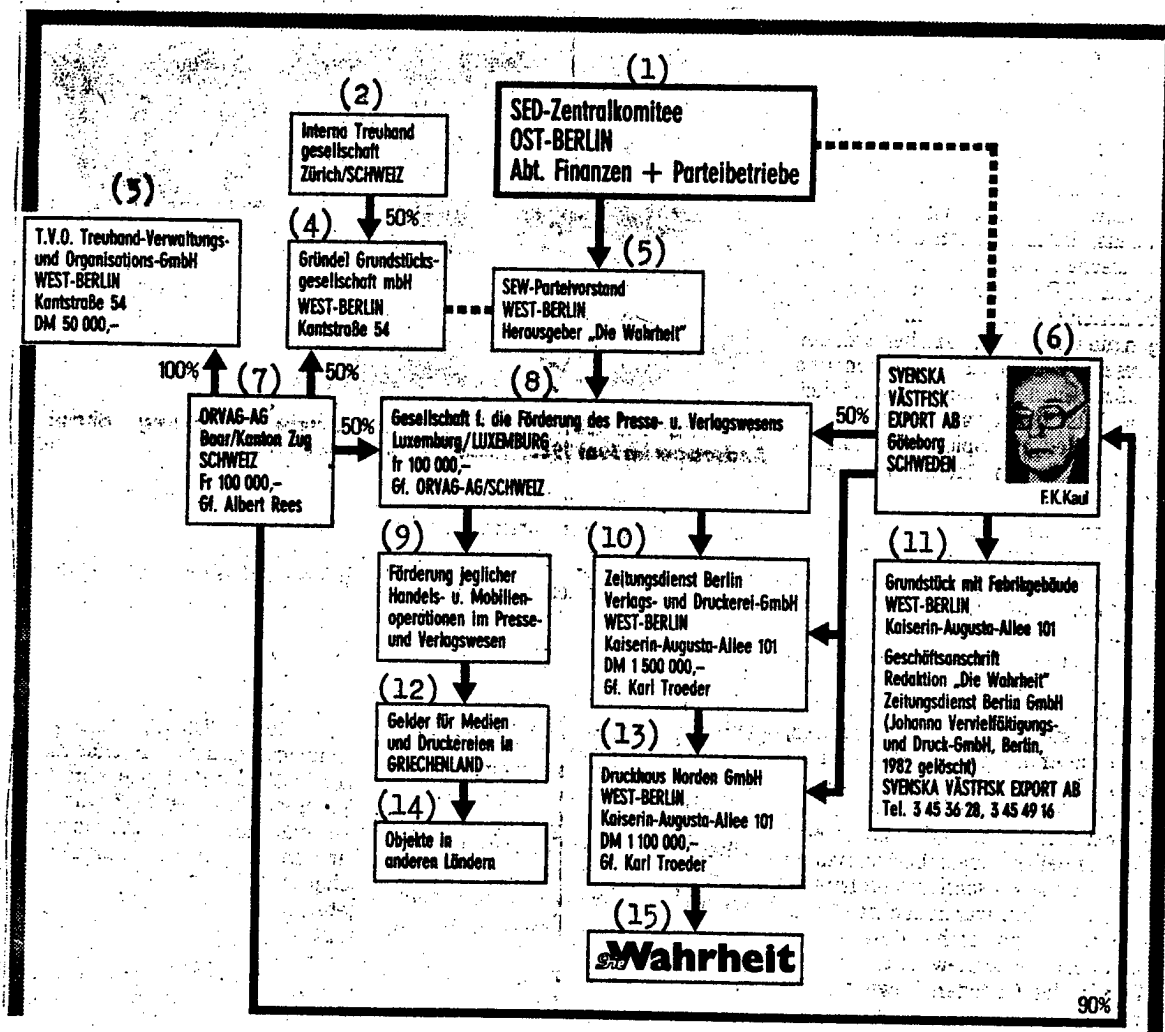 (1)
SED-Zentralkomitee
OST-BERLIN
Abt. Finanzen + Parteibetriebe
(2)
Interna Treuhand
gesellschaft
Zürich/SCHWEIZ
50%
(3)
T.V.O. Treuhand-Verwaltungs-
und Organisations-GmbH
WEST-BERLIN
Kantstraße 54
DM 50 000,-
(4)
Gründel Grundstücks-
gesellschaft mbH
WEST-BERLIN
Kantstraße 54
(5)
SEW-Parteivorstand
WEST-BERLIN
Herausgeber „Die Wahrheit"
(6)
SVENSKA
VÄSTFISK
EXPORT AB
Göteborg
SCHWEDEN
F.K.Kaul
100%
(7)
50%
ORVAG-AG
Baar/Kanton Zug
SCHWEIZ
Fr 100 000,-
Gf. Albert Rees
50%
(8)
Gesellschaft f. die Förderung des Presse- u. Verlagswesens
Luxemburg/LUXEMBURG
fr 100 000,-
Gf. ORVAG-AG/SCHWEIZ
50%
(9)
Förderung jeglicher
Handels- u. Mobilien-
operationen im Presse-
und Verlagswesen
(10)
Zeitungsdienst Berlin
Verlags- und Druckerei-GmbH
WEST-BERLIN
Kaiserin-Augusta-Allee 101
DM 1 500 000,-
Gf. Karl Troeder
(11)
Grundstück mit Fabrikgebäude
WEST-BERLIN
Kaiserin-Augusta-Allee 101
Geschäftsanschrift
Redaktion „Die Wahrheit"
Zeitungsdienst Berlin GmbH
(Johanna Vervielfältigungs-
und Druck-GmbH, Berlin,
1982 gelöscht)
SVENSKA VÄSTFISK EXPORT AB
Tel. 3 45 36 28, 3 45 49 16
(12)
Gelder für Medien
und Druckereien in
GRIECHENLAND
(13)
Druckhaus Norden GmbH
WEST-BERLIN
Kaiserin-Augusta-Allee 101
DM 1 100 000,-
Gf. Karl Troeder
(14)
Objekte in
anderen Ländern
(15)
Die Wahrheit
90%